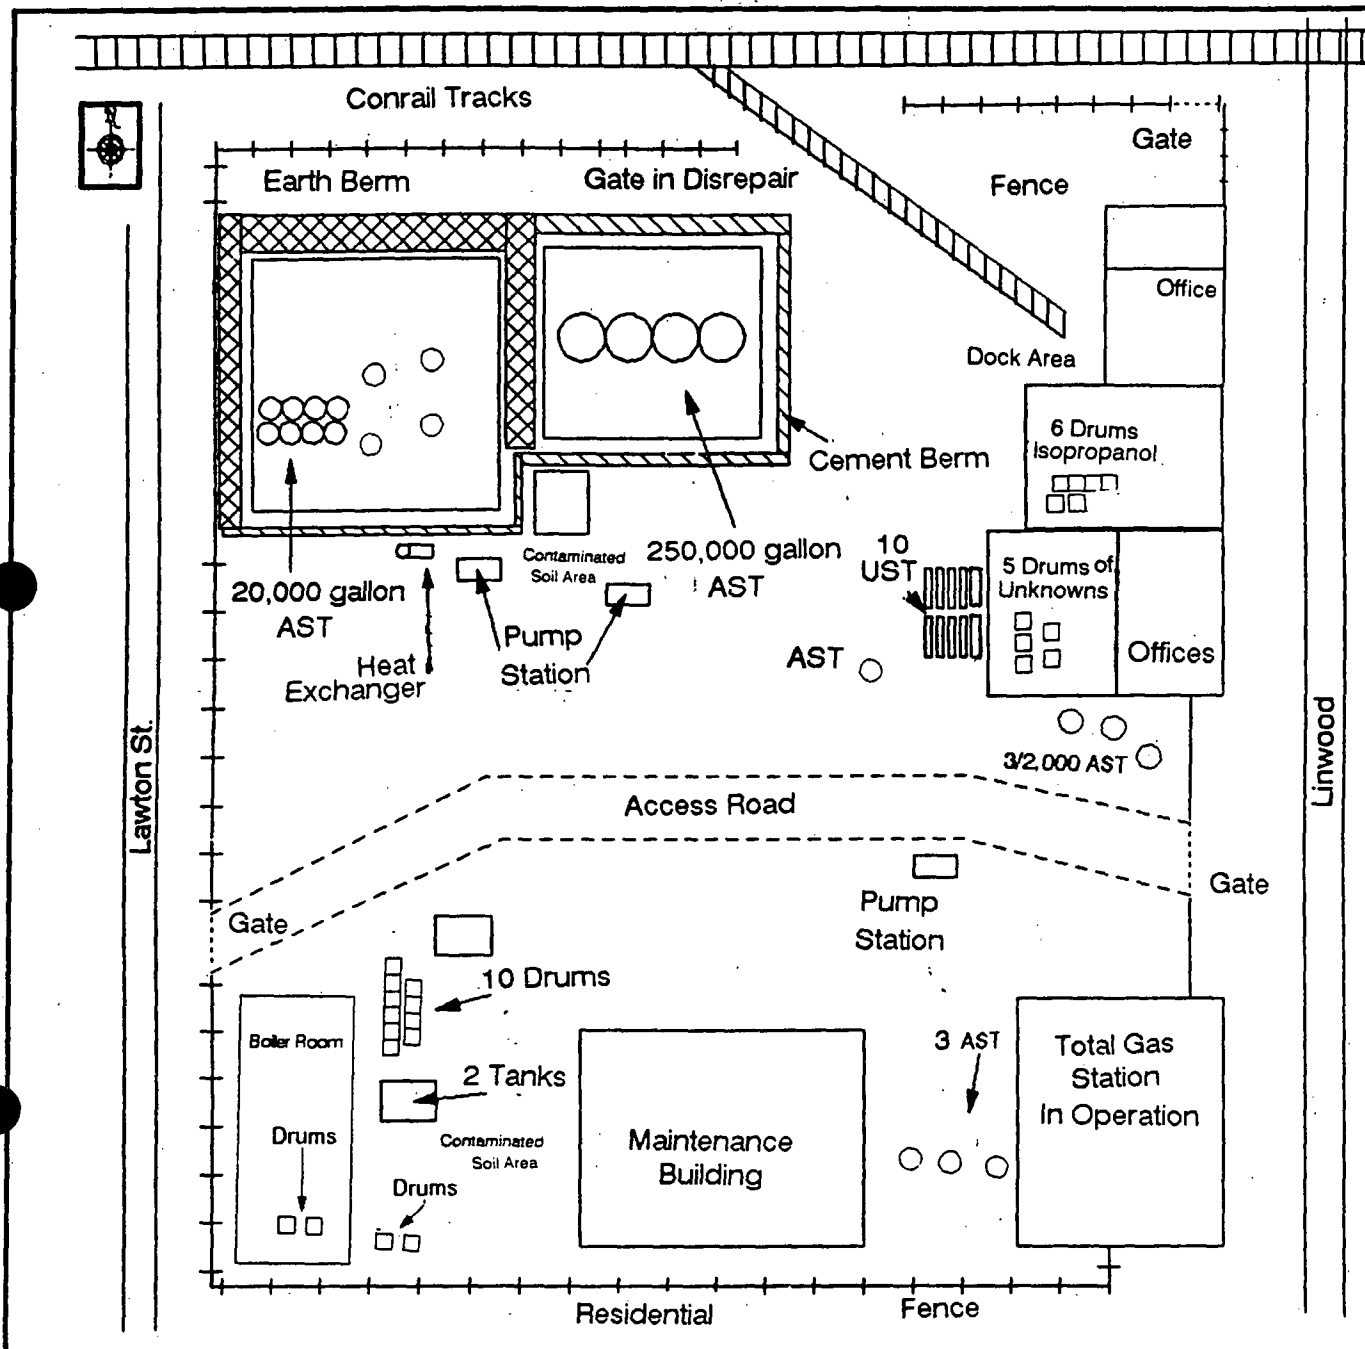 Conrail Tracks
Gate
Earth Berm
Gate in Disrepair
Fence
Office
Dock Area
6 Drums
Isopropanol
Cement Berm
10
UST
5 Drums of
Unknowns
Contaminated
Soil Area
250,000 gallon
AST
20,000 gallon
AST
Pump
Station
Heat
Exchanger
AST
Offices
3/2,000 AST
Lawton St.
Linwood
Access Road
Gate
Gate
Pump
Station
10 Drums
Boiler Room
3 AST
Total Gas
Station
In Operation
2 Tanks
Drums
Contaminated
Soil Area
Maintenance
Building
Drums
Residential
Fence